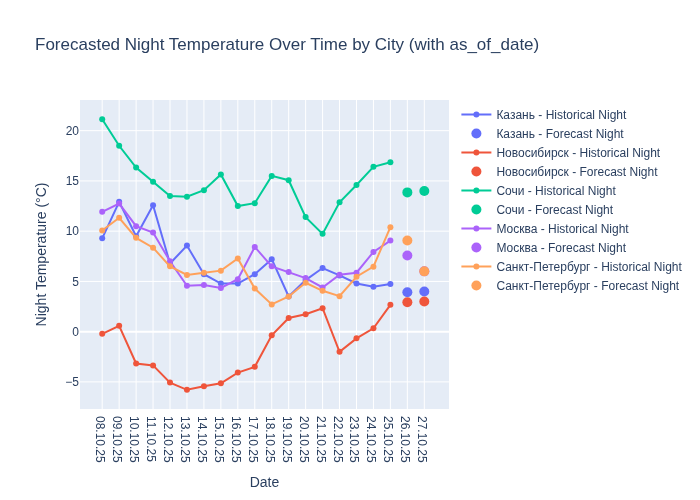 Forecasted Night Temperature Over Time by City (with as_of_date)
Night Temperature (°C)
20
15
10
5
0
−5
08.10.25
09.10.25
10.10.25
11.10.25
12.10.25
13.10.25
14.10.25
15.10.25
16.10.25
17.10.25
18.10.25
19.10.25
20.10.25
21.10.25
22.10.25
23.10.25
24.10.25
25.10.25
26.10.25
27.10.25
Date
Казань - Historical Night
Казань - Forecast Night
Новосибирск - Historical Night
Новосибирск - Forecast Night
Сочи - Historical Night
Сочи - Forecast Night
Москва - Historical Night
Москва - Forecast Night
Санкт-Петербург - Historical Night
Санкт-Петербург - Forecast Night